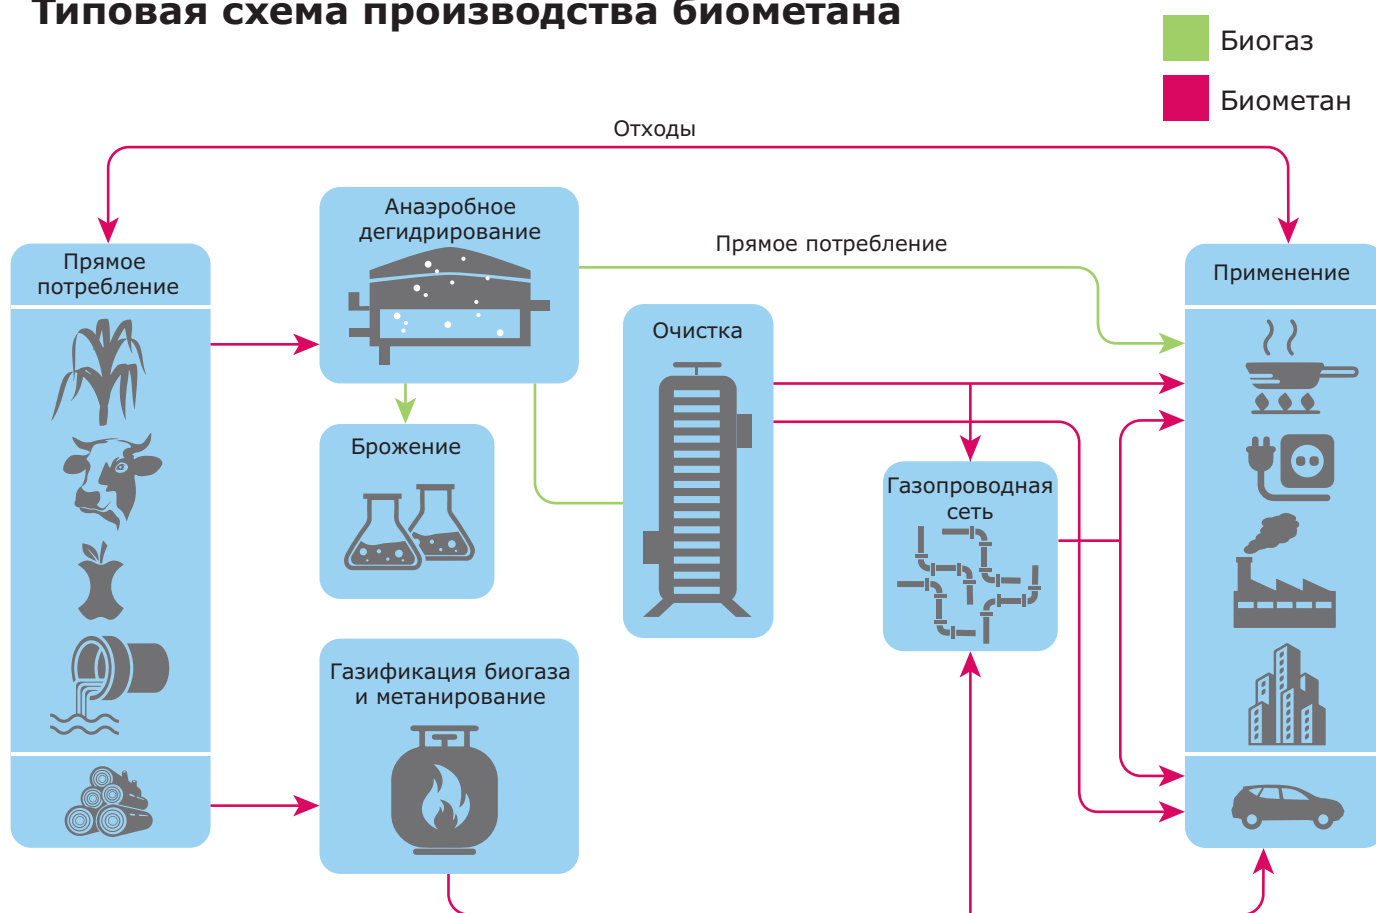 Типовая схема производства биометана
Биогаз
Биометан
Отходы
Прямое
потребление
Анаэробное
дегидрирование
Прямое потребление
Применение
Очистка
Брожение
Газопроводная
сеть
Газификация биогаза
и метанирование